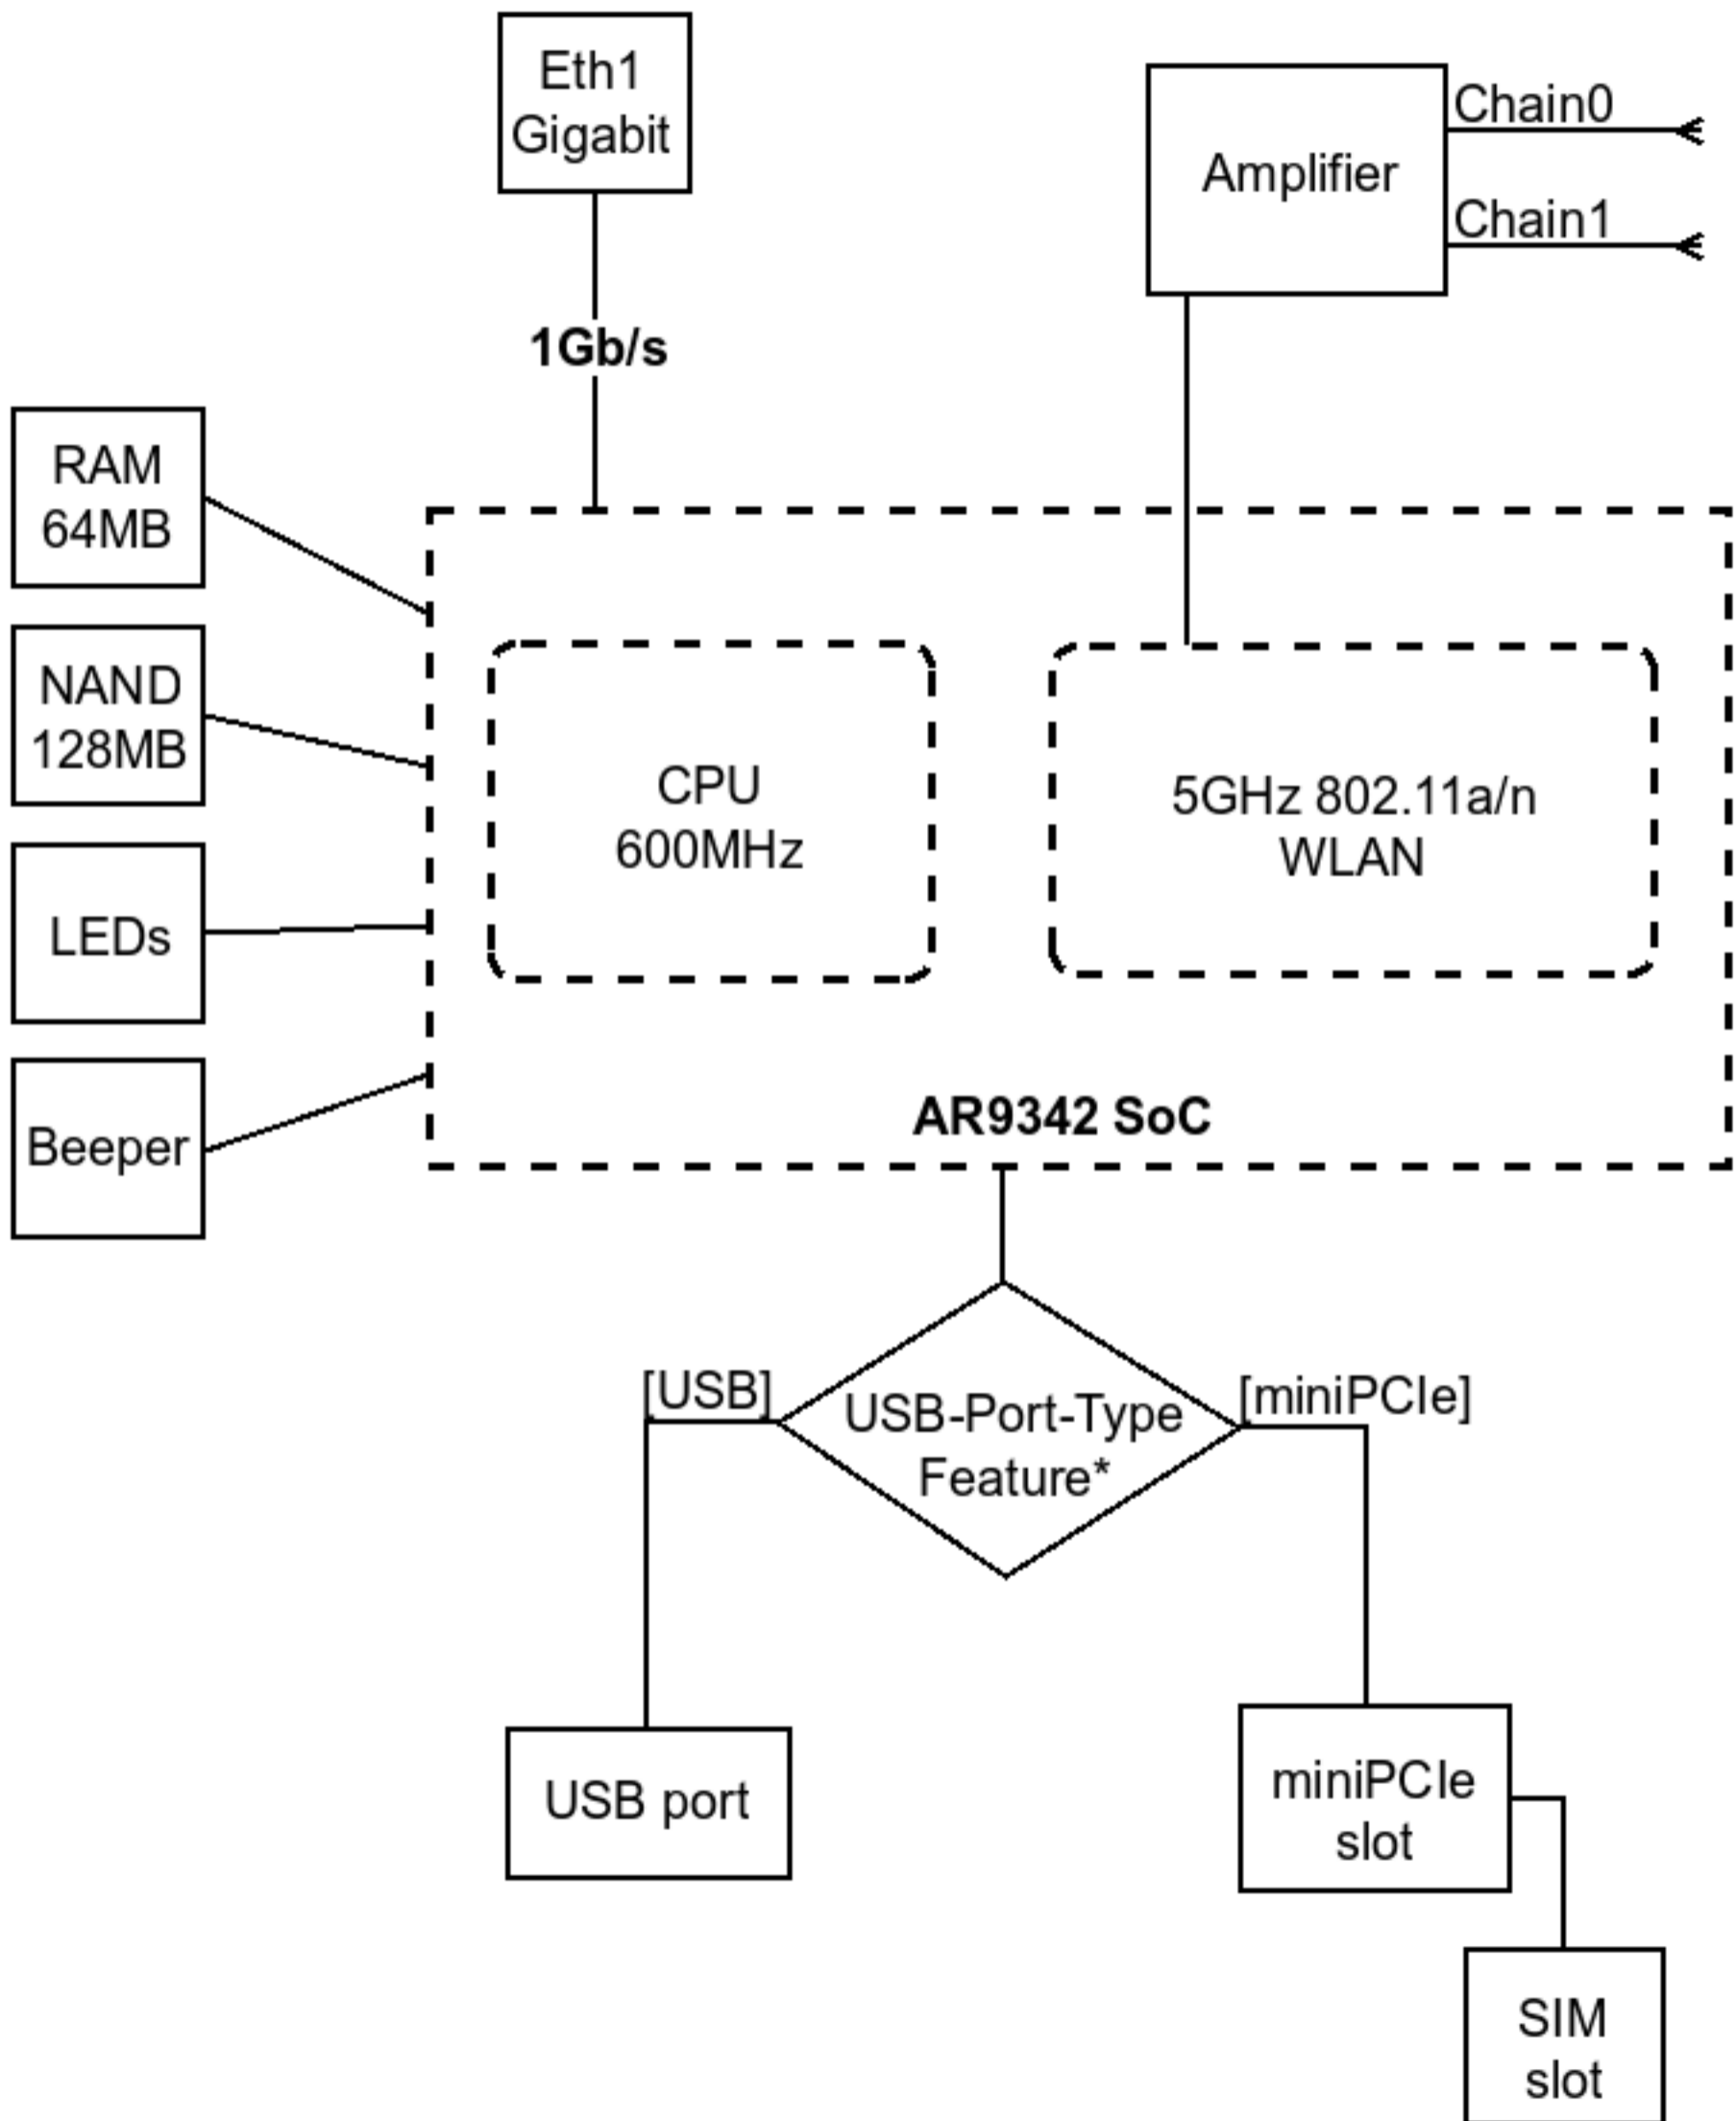 Eth1
Gigabit
Amplifier
Chain0
Chain1
1Gb/s
RAM
64MB
NAND
128MB
LEDs
Beeper
CPU
600MHz
5GHz 802.11a/n
WLAN
AR9342 SoC
[USB]
USB-Port-Type
Feature*
[miniPCIe]
USB port
miniPCIe
slot
SIM
slot